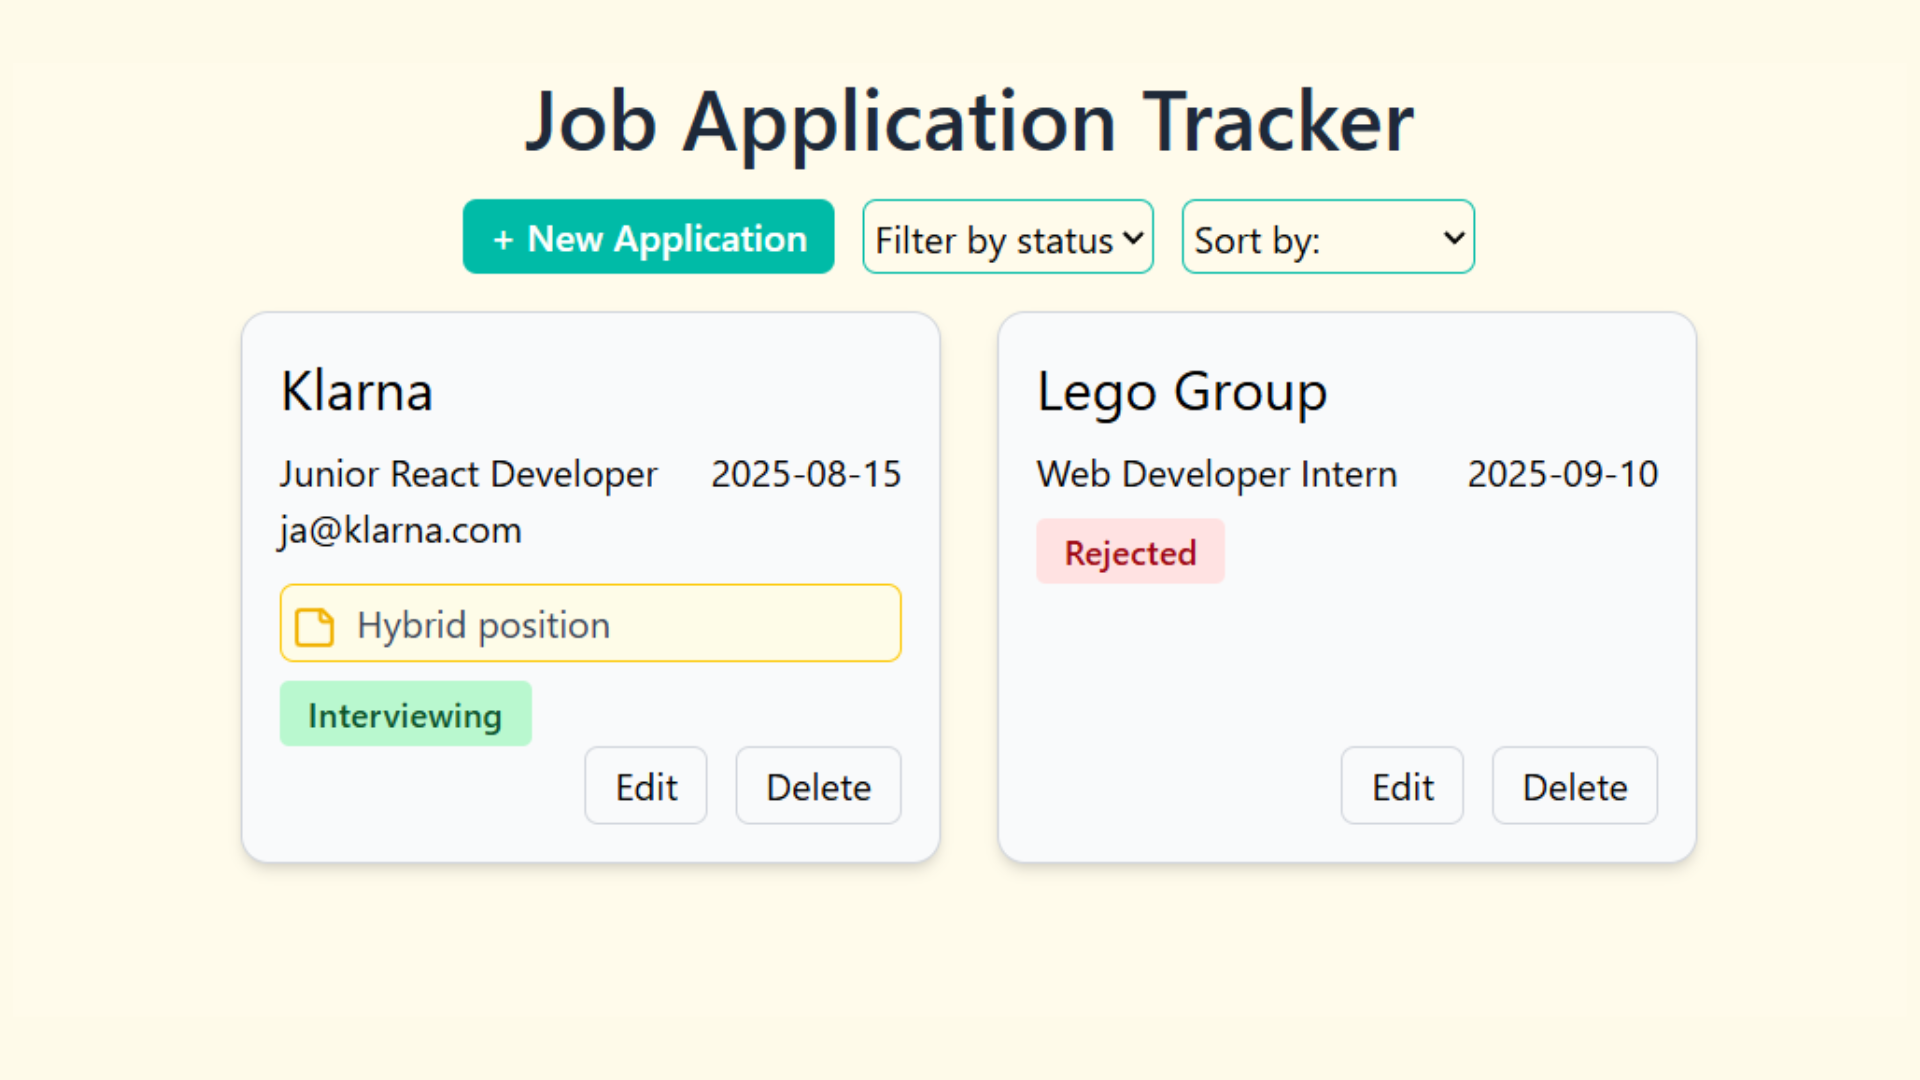 Job Application Tracker
+ New Application
Filter by status
Sort by:
Klarna
Junior React Developer 2025-08-15
ja@klarna.com
Hybrid position
Interviewing
Edit Delete
Lego Group
Web Developer Intern 2025-09-10
Rejected
Edit Delete